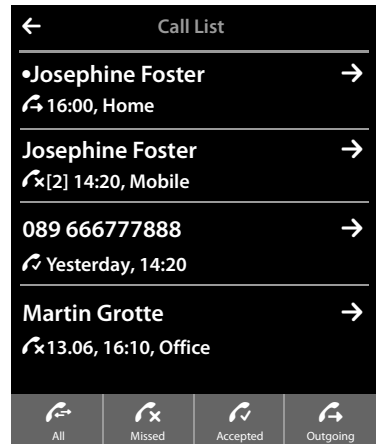 Call List
•Josephine Foster
16:00, Home
Josephine Foster
[2] 14:20, Mobile
089 666777888
Yesterday, 14:20
Martin Grotte
13.06, 16:10, Office
All Missed Accepted Outgoing